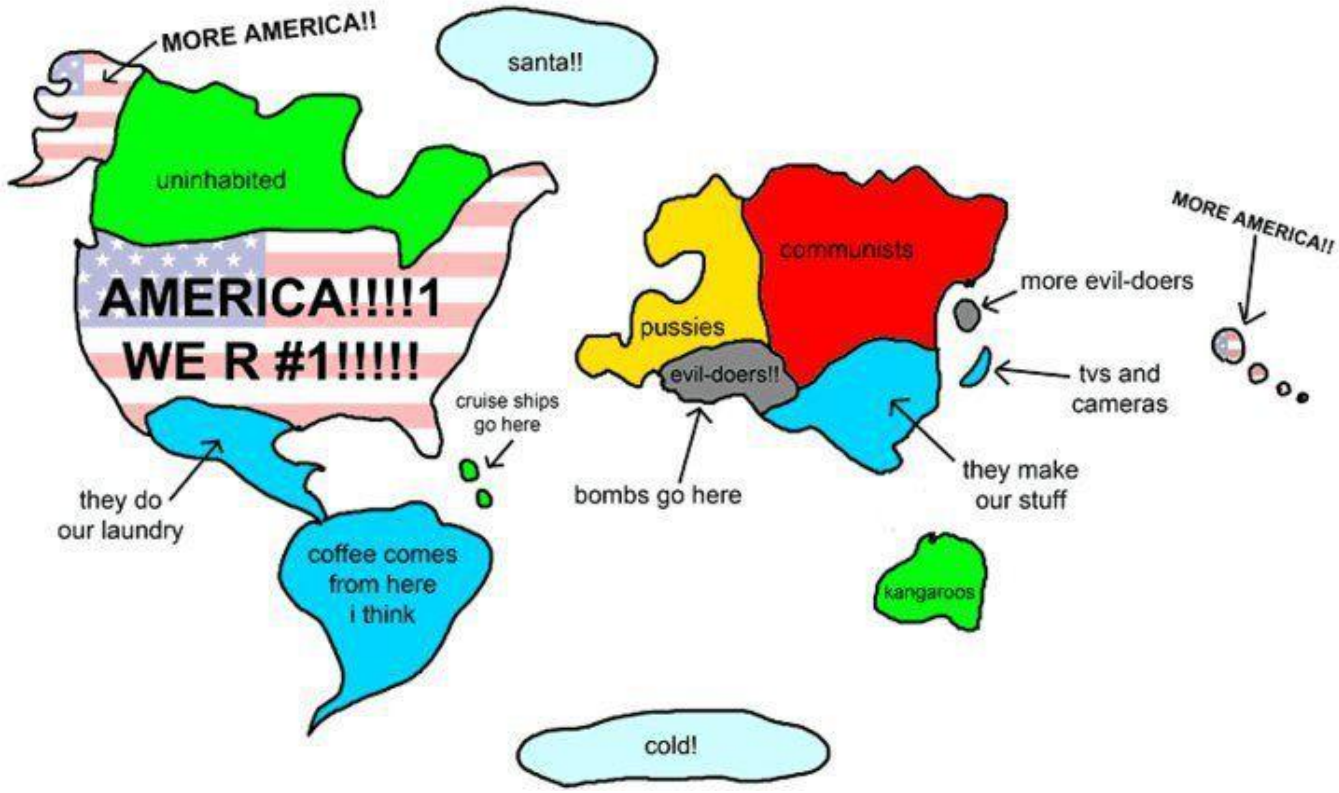 MORE AMERICA!!
santa!!
uninhabited
MORE AMERICA!!
communists
AMERICA!!!!1
WE R #1!!!!!
more evil-doers
pussies
evil-doers!!
tvs and
cameras
cruise ships
go here
they do
our laundry
bombs go here
they make
our stuff
coffee comes
from here
i think
kangaroos
cold!